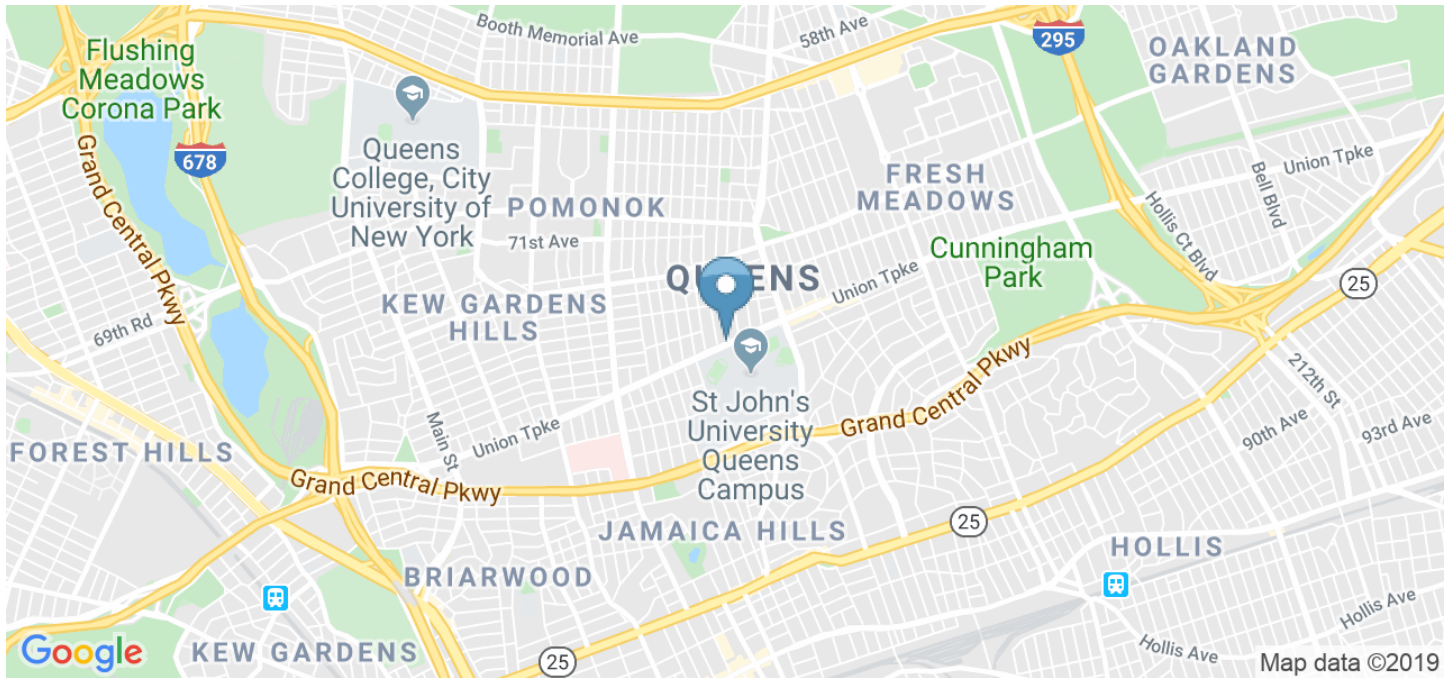 Booth Memorial Ave
58th Ave
295
OAKLAND
GARDENS
Flushing
Meadows
Corona Park
678
Queens
College, City
University of
New York
Grand Central Pkwy
POMONOK
71st Ave
FRESH
MEADOWS
Union Tpke
Bell Blvd
Hollis Ct Blvd
Cunningham
Park
25
QU ENS
Union Tpke
KEW GARDENS
HILLS
69th Rd
St John's
University
Queens
Campus
Grand Central Pkwy
212th St
90th Ave
93rd Ave
Main St
Union Tpke
FOREST HILLS
Grand Central Pkwy
JAMAICA HILLS
25
HOLLIS
BRIARWOOD
KEW GARDENS
25
Hollis Ave
Hollis Ave
Google
Map data ©2019